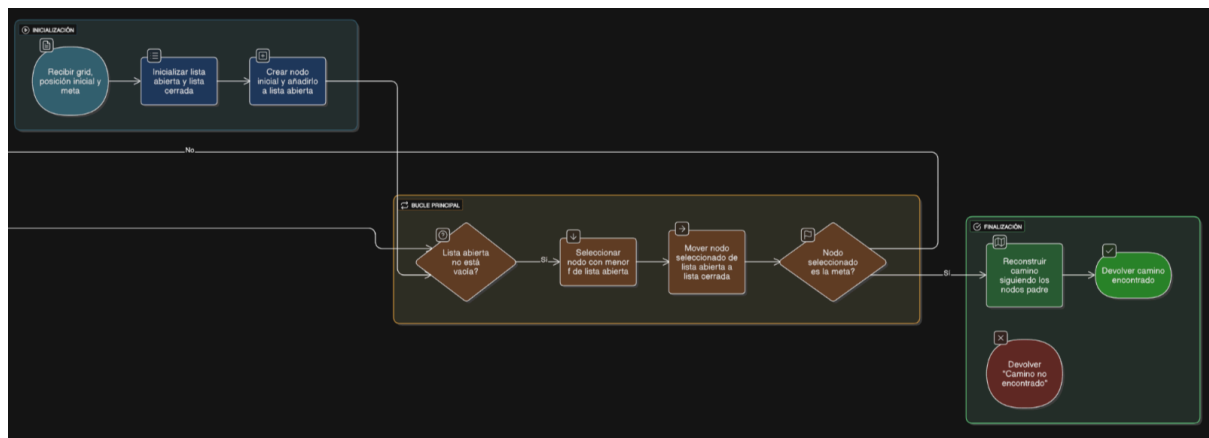 INICIALIZACIÓN
Recibir grid,
posición inicial y
meta
Inicializar lista
abierta y lista
cerrada
Crear nodo
inicial y añadirlo
a lista abierta
No
BUCLE PRINCIPAL
Lista abierta
no está
vacía?
Sí
Seleccionar
nodo con menor
f de lista abierta
Mover nodo
seleccionado de
lista abierta a
lista cerrada
Nodo
seleccionado
es la meta?
Sí
FINALIZACIÓN
Reconstruir
camino
siguiendo los
nodos padre
Devolver camino
encontrado
Devolver
"Camino no
encontrado"